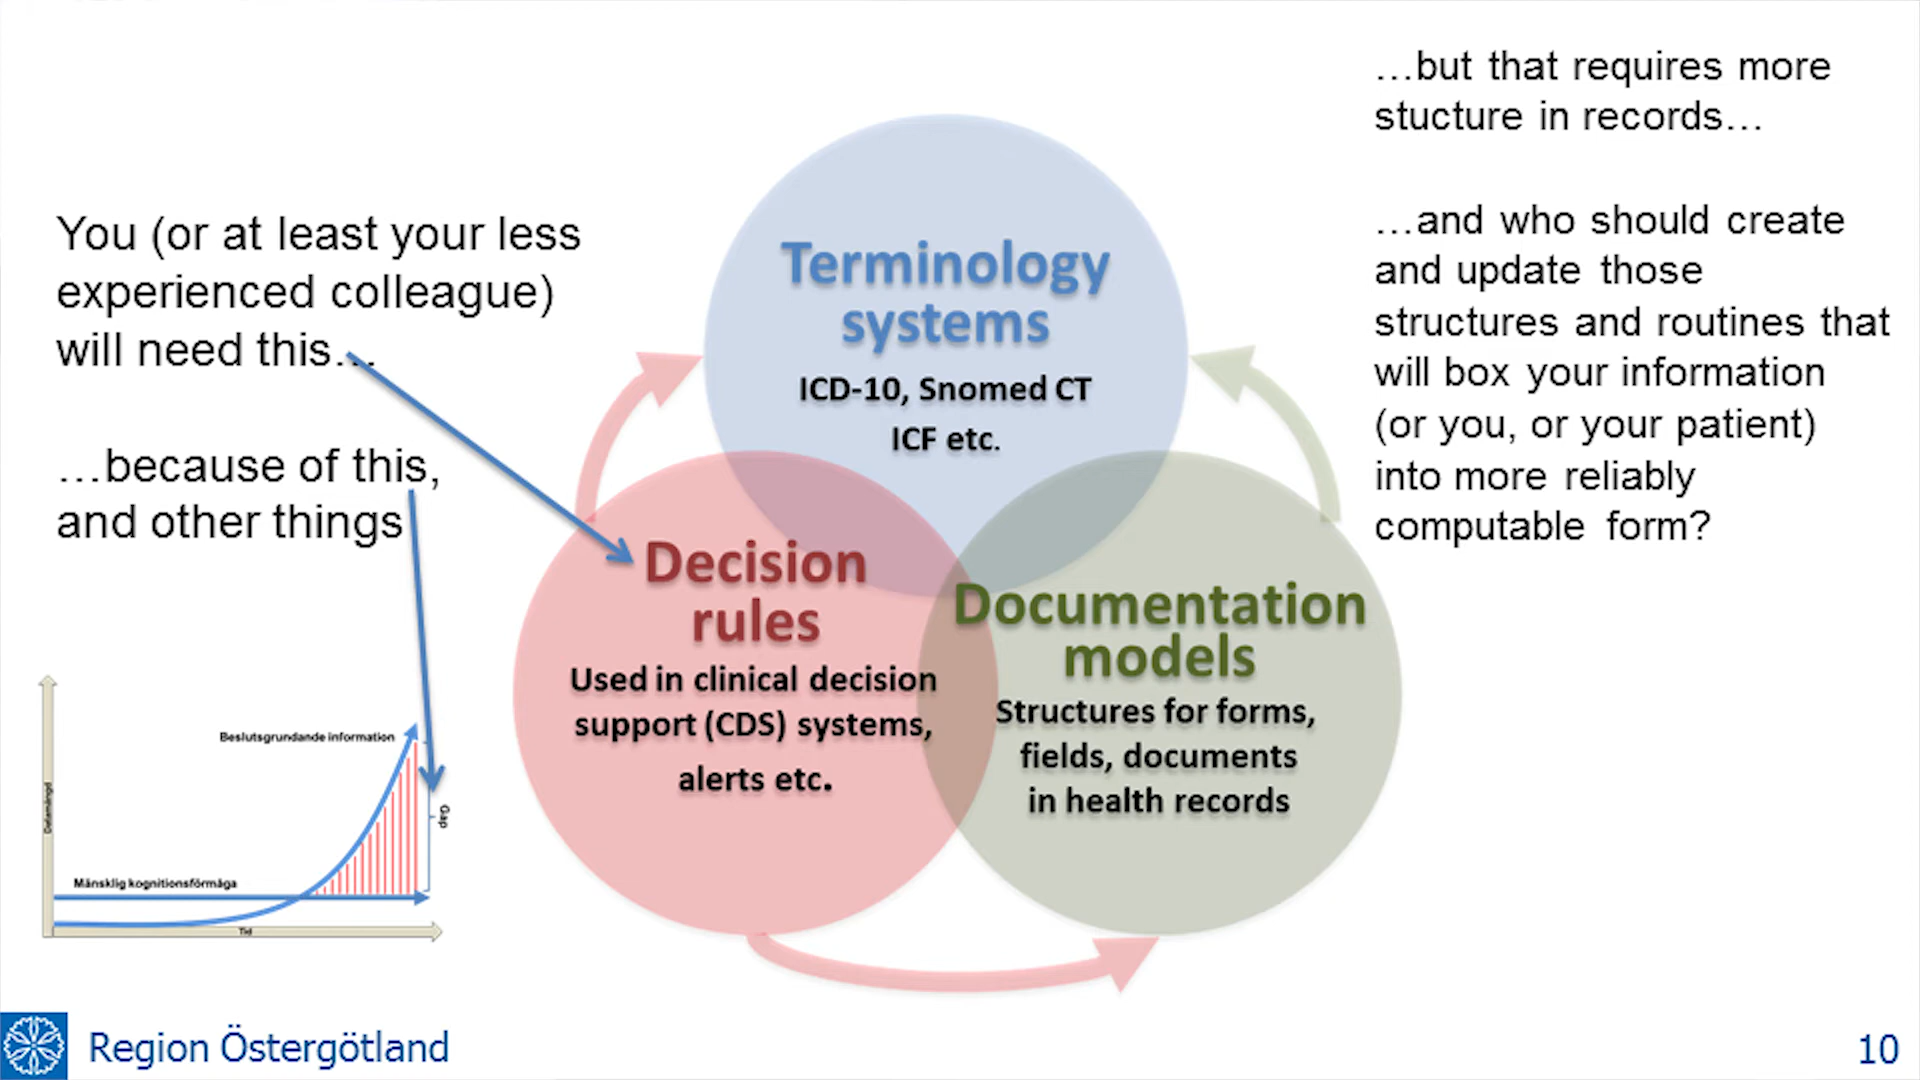 You (or at least your less
experienced colleague)
will need this…
…because of this,
and other things
Beslutsgrundande information
Datamängd
Gap
Mänsklig kognitionsförmåga
Tid
Terminology
systems
ICD-10, Snomed CT
ICF etc.
Decision
rules
Used in clinical decision
support (CDS) systems,
alerts etc.
Documentation
models
Structures for forms,
fields, documents
in health records
…but that requires more
stucture in records…
…and who should create
and update those
structures and routines that
will box your information
(or you, or your patient)
into more reliably
computable form?
Region Östergötland
10